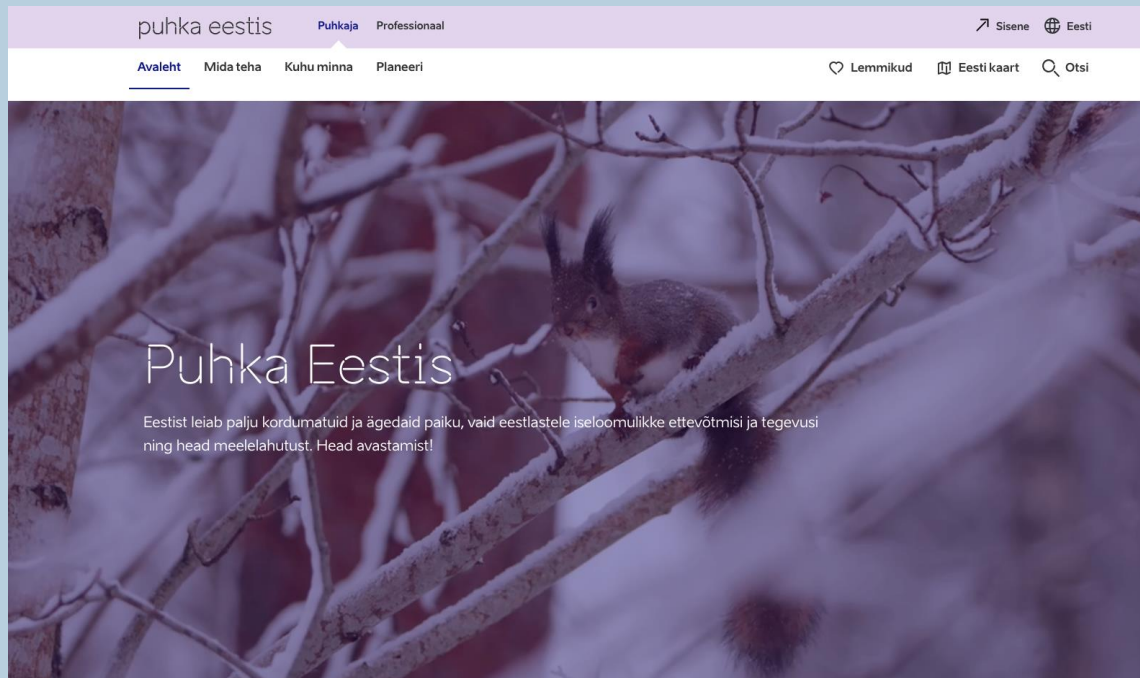 puhka eestis Puhkaja Professionaal Sisene Eesti
Avaleht Mida teha Kuhu minna Planeeri Lemmikud Eesti kaart Otsi
Puhka Eestis
Eestist leiab palju kordumatuid ja ägedaid paiku, vaid eestlastele iseloomulikke ettevõtmisi ja tegevusi
ning head meelelahutust. Head avastamist!